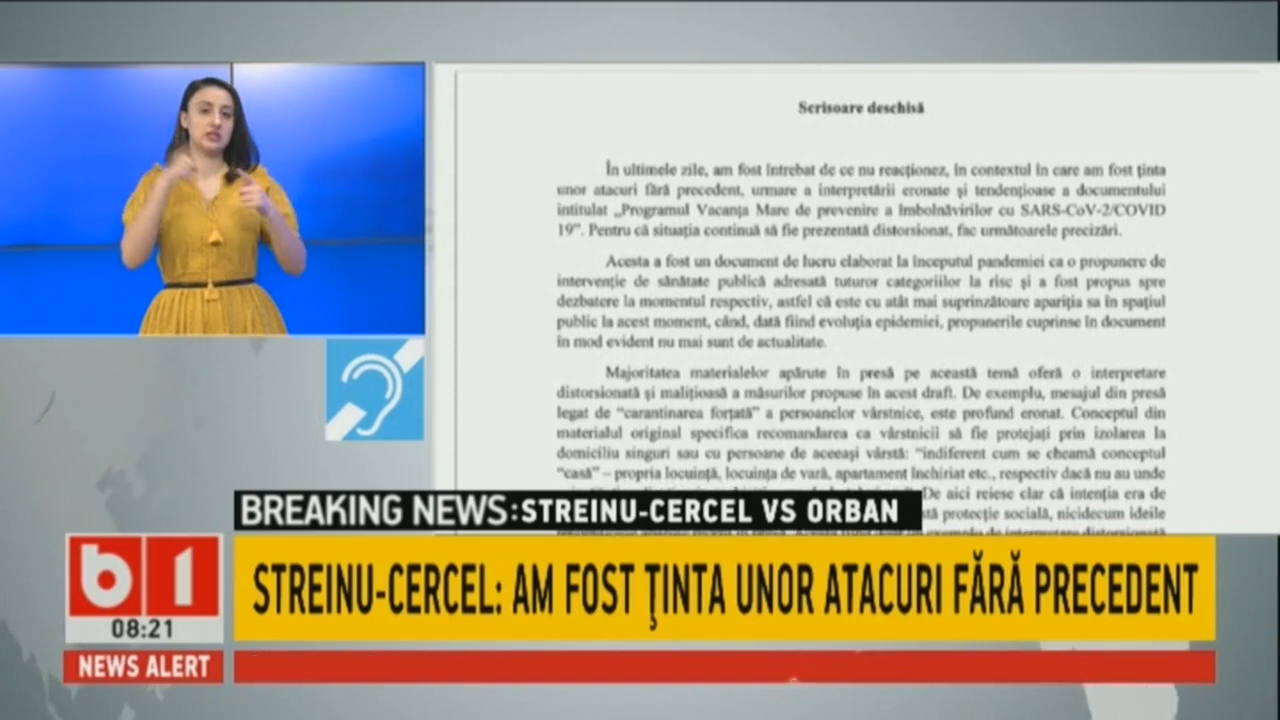 Scrisoare deschisă
În ultimele zile, am fost întrebat de ce nu reacționez, în contextul în care am fost ținta
unor atacuri fără precedent, urmare a interpretării eronate și tendențioase a documentului
intitulat „Programul Vacanța Mare de prevenire a îmbolnăvirilor cu SARS-CoV-2/COVID
19”. Pentru că situația continuă să fie prezentată distorsionat, fac următoarele precizări.
Acesta a fost un document de lucru elaborat la începutul pandemiei ca o propunere de
intervenție de sănătate publică adresată tuturor categoriilor la risc și a fost propus spre
dezbatere la momentul respectiv, astfel că este cu atât mai suprinzătoare apariția sa în spațiul
public la acest moment, când, dată fiind evoluția epidemiei, propunerile cuprinse în document
în mod evident nu mai sunt de actualitate.
Majoritatea materialelor apărute în presă pe această temă oferă o interpretare
distorsionată și malițioasă a măsurilor propuse în acest draft. De exemplu, mesajul din presă
legat de “carantinarea forțată” a persoanelor vârstnice, este profund eronat. Conceptul din
materialul original specifica recomandarea ca vârstnicii să fie protejați prin izolarea la
domiciliu singuri sau cu persoane de aceeași vârstă: “indiferent cum se cheamă conceptul
“casă” – propria locuință, locuința de vară, apartament închiriat etc., respectiv dacă nu au unde
De aici reiese clar că intenția era de
protecție socială, nicidecum ideile
BREAKING NEWS: STREINU-CERCEL VS ORBAN
b1
STREINU-CERCEL: AM FOST ŢINTA UNOR ATACURI FĂRĂ PRECEDENT
08:21
NEWS ALERT